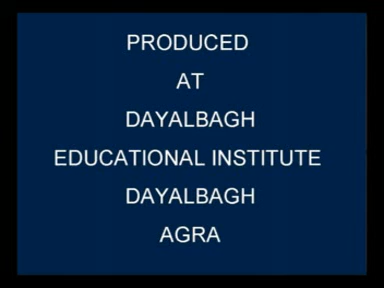 PRODUCED
AT
DAYALBAGH
EDUCATIONAL INSTITUTE
DAYALBAGH
AGRA